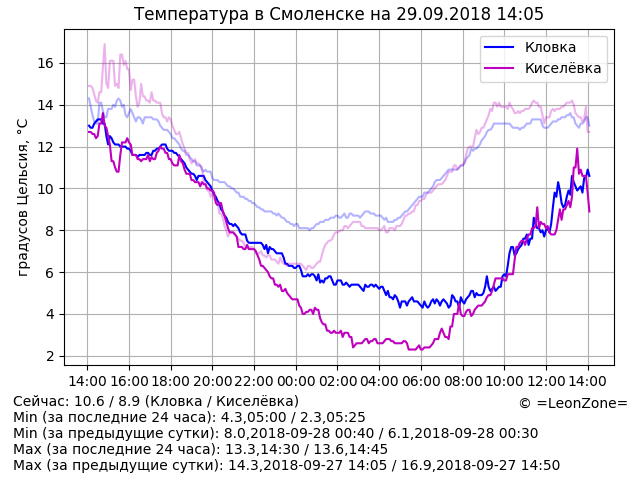 Температура в Смоленске на 29.09.2018 14:05
Кловка
Киселёвка
градусов Цельсия, °C
16
14
12
10
8
6
4
2
14:00 16:00 18:00 20:00 22:00 00:00 02:00 04:00 06:00 08:00 10:00 12:00 14:00
Сейчас: 10.6 / 8.9 (Кловка / Киселёвка)
© =LeonZone=
Min (за последние 24 часа): 4.3,05:00 / 2.3,05:25
Min (за предыдущие сутки): 8.0,2018-09-28 00:40 / 6.1,2018-09-28 00:30
Max (за последние 24 часа): 13.3,14:30 / 13.6,14:45
Max (за предыдущие сутки): 14.3,2018-09-27 14:05 / 16.9,2018-09-27 14:50